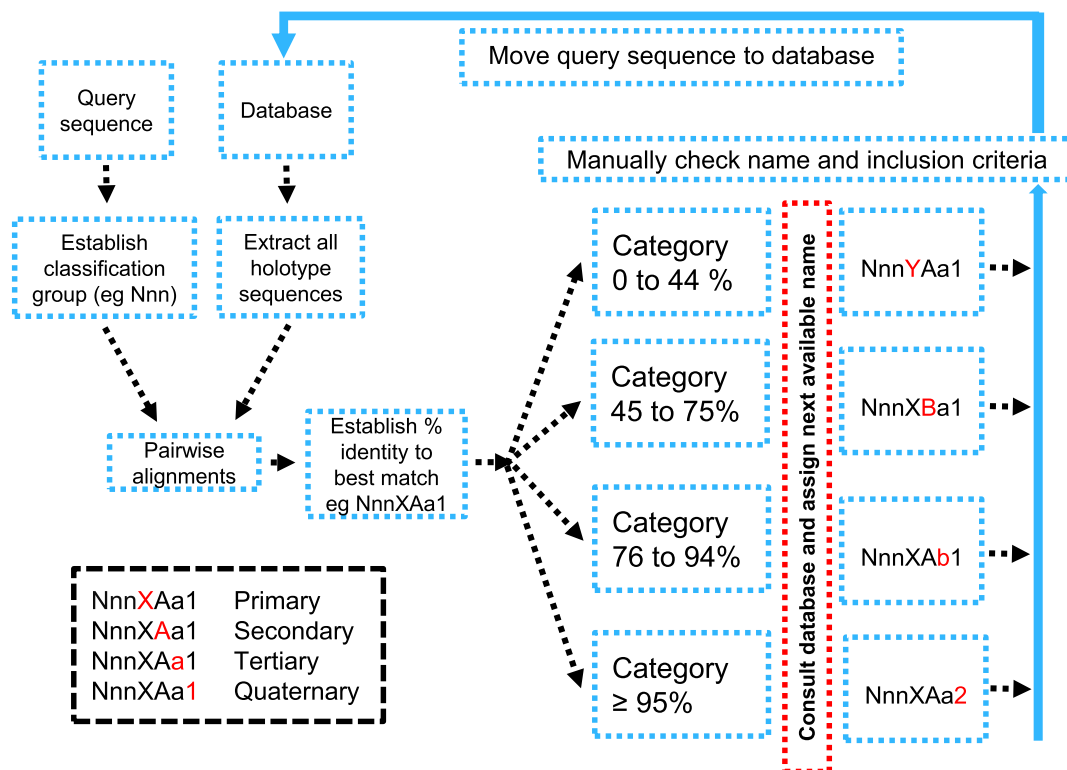 Move query sequence to database
Query
sequence
Database
Manually check name and inclusion criteria
Establish
classification
group (eg Nnn)
Extract all
holotype
sequences
Pairwise
alignments
Establish %
identity to
best match
eg NnnXAa1
Category
0 to 44 %
Category
45 to 75%
Category
76 to 94%
Category
≥ 95%
Consult database and assign next available name
NnnYAa1
NnnXBa1
NnnXAb1
NnnXAa2
NnnXAa1 Primary
NnnXAa1 Secondary
NnnXAa1 Tertiary
NnnXAa1 Quaternary